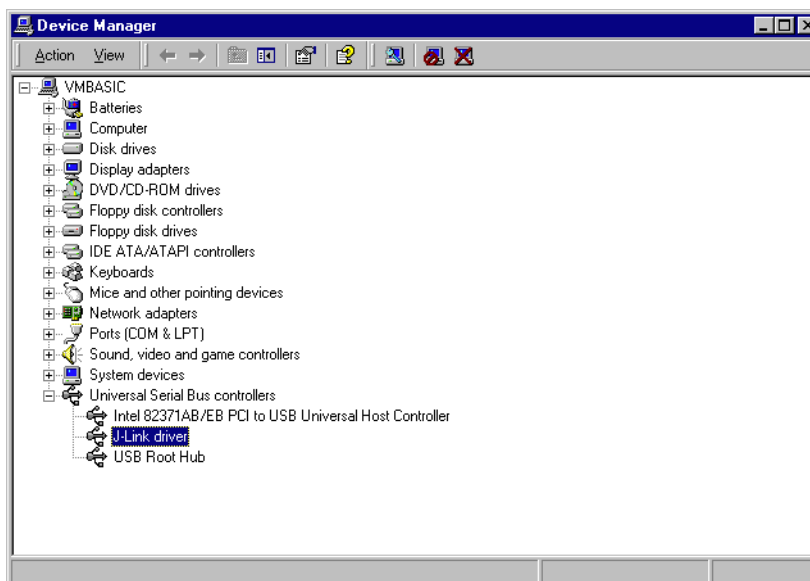 Device Manager
Action View
VMBASIC
Batteries
Computer
Disk drives
Display adapters
DVD/CD-ROM drives
Floppy disk controllers
Floppy disk drives
IDE ATA/ATAPI controllers
Keyboards
Mice and other pointing devices
Network adapters
Ports (COM & LPT)
Sound, video and game controllers
System devices
Universal Serial Bus controllers
Intel 82371AB/EB PCI to USB Universal Host Controller
J-Link driver
USB Root Hub